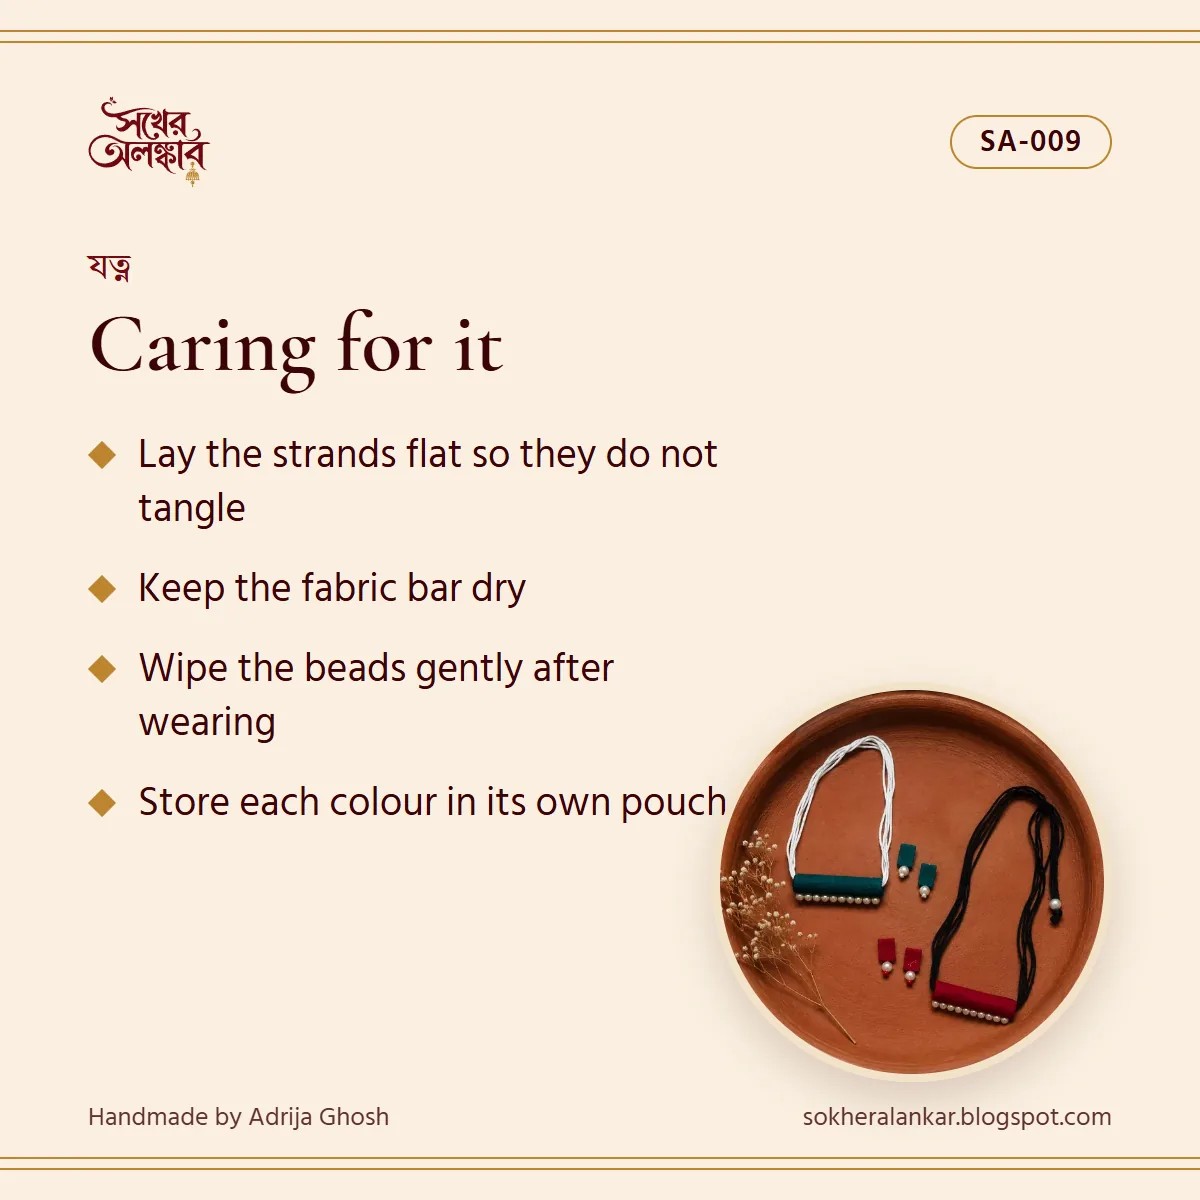 সখের
অলঙ্কার
SA-009
যত্ন
Caring for it
Lay the strands flat so they do not
tangle
Keep the fabric bar dry
Wipe the beads gently after
wearing
Store each colour in its own pouch
Handmade by Adrija Ghosh
sokheralankar.blogspot.com